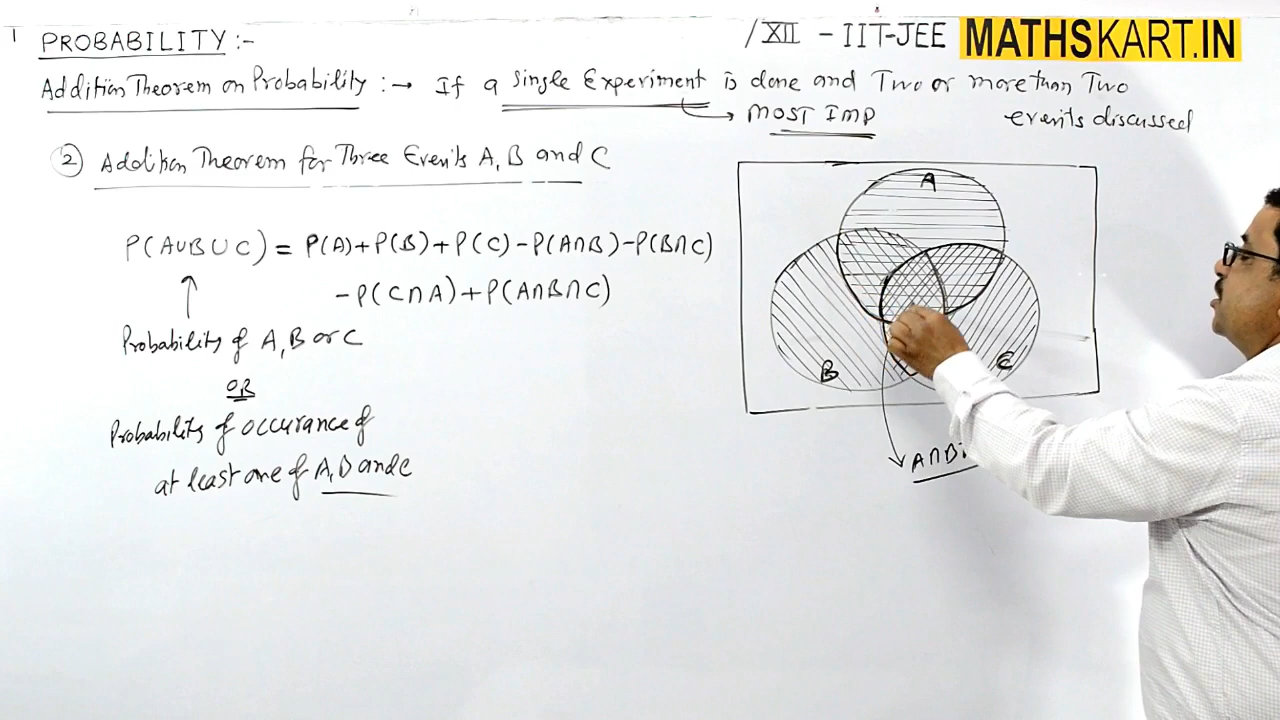 1
/ XII - IIT-JEE MATHSKART.IN
PROBABILITY :-
Addition Theorem on Probability :→ If a single Experiment is done and Two or more than Two
→ MOST IMP events discussed
2 Addition Theorem for Three Events A, B and C
P(A∪B∪C) = P(A)+P(B)+P(C)-P(A∩B)-P(B∩C)
-P(C∩A)+P(A∩B∩C)
Probability of A, B or C
OR
Probability of occurance of
at least one of A, B and C
A
B
C
A∩B